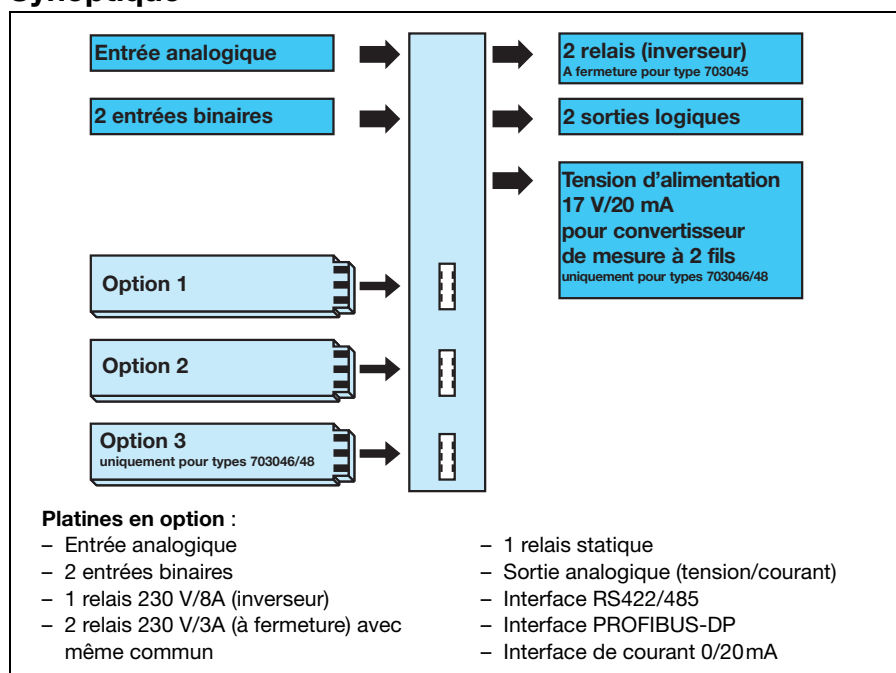 Synoptique
Entrée analogique
2 relais (inverseur)
A fermeture pour type 703045
2 entrées binaires
2 sorties logiques
Tension d’alimentation
17 V/20 mA
pour convertisseur
de mesure à 2 fils
uniquement pour types 703046/48
Option 1
Option 2
Option 3
uniquement pour types 703046/48
Platines en option :
– Entrée analogique
– 2 entrées binaires
– 1 relais 230 V/8A (inverseur)
– 2 relais 230 V/3A (à fermeture) avec
même commun
– 1 relais statique
– Sortie analogique (tension/courant)
– Interface RS422/485
– Interface PROFIBUS-DP
– Interface de courant 0/20mA